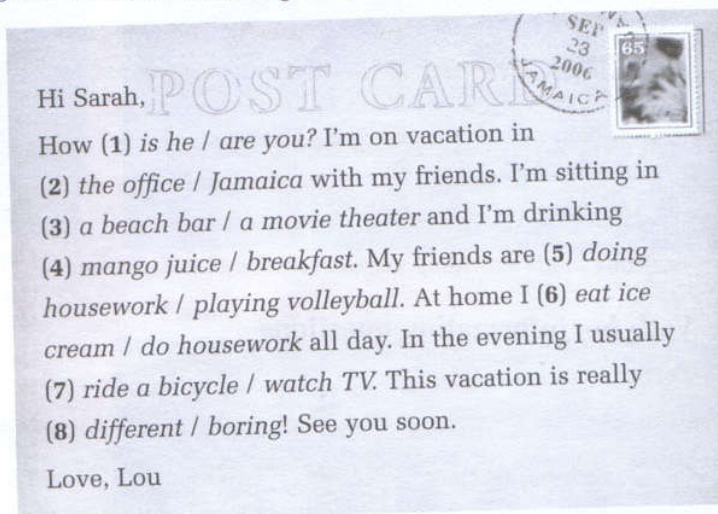 SEP
23
2006
JAMAICA
65
POST CARD
Hi Sarah,
How (1) is he / are you? I'm on vacation in
(2) the office / Jamaica with my friends. I'm sitting in
(3) a beach bar / a movie theater and I'm drinking
(4) mango juice / breakfast. My friends are (5) doing
housework / playing volleyball. At home I (6) eat ice
cream / do housework all day. In the evening I usually
(7) ride a bicycle / watch TV. This vacation is really
(8) different / boring! See you soon.
Love, Lou